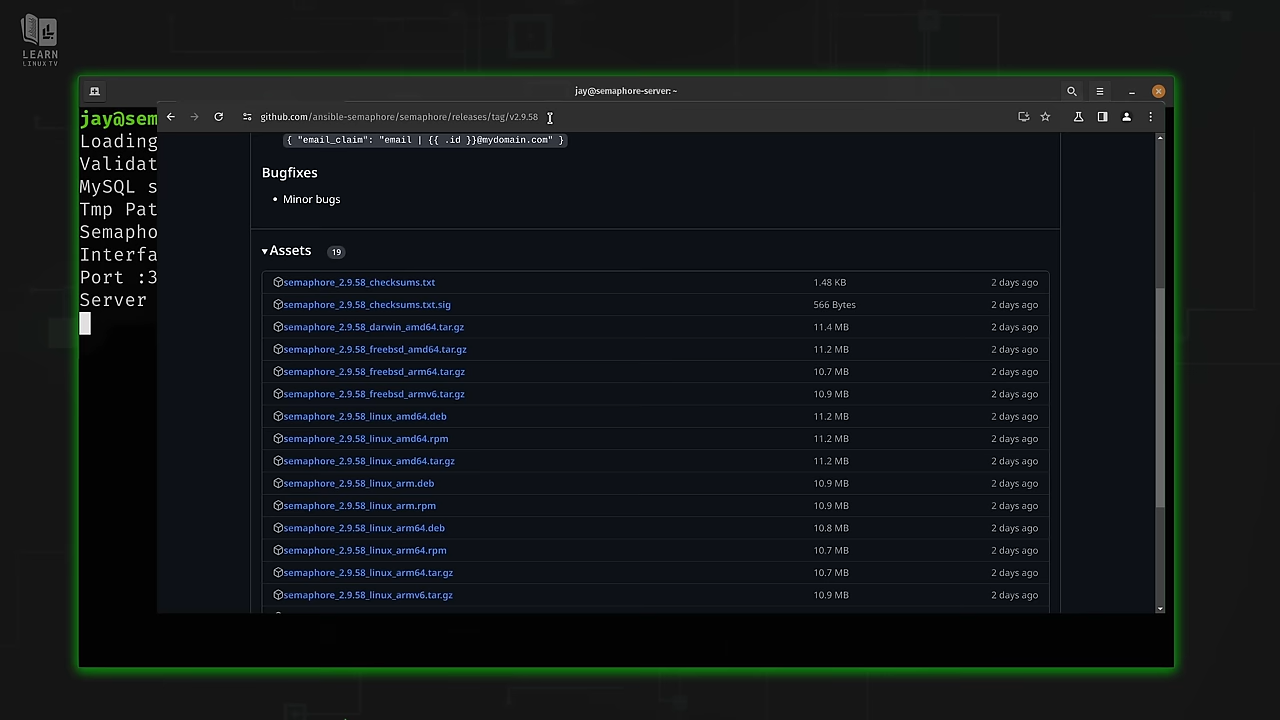 LEARN
LINUX TV
jay@semaphore-server: ~
jay@sem
Loading
Validat
MySQL s
Tmp Pat
Semapho
Interfa
Port :3
Server
github.com/ansible-semaphore/semaphore/releases/tag/v2.9.58
{ "email_claim": "email | {{ .id }}@mydomain.com" }
Bugfixes
• Minor bugs
▾Assets 19
semaphore_2.9.58_checksums.txt 1.48 KB 2 days ago
semaphore_2.9.58_checksums.txt.sig 566 Bytes 2 days ago
semaphore_2.9.58_darwin_amd64.tar.gz 11.4 MB 2 days ago
semaphore_2.9.58_freebsd_amd64.tar.gz 11.2 MB 2 days ago
semaphore_2.9.58_freebsd_arm64.tar.gz 10.7 MB 2 days ago
semaphore_2.9.58_freebsd_armv6.tar.gz 10.9 MB 2 days ago
semaphore_2.9.58_linux_amd64.deb 11.2 MB 2 days ago
semaphore_2.9.58_linux_amd64.rpm 11.2 MB 2 days ago
semaphore_2.9.58_linux_amd64.tar.gz 11.2 MB 2 days ago
semaphore_2.9.58_linux_arm.deb 10.9 MB 2 days ago
semaphore_2.9.58_linux_arm.rpm 10.9 MB 2 days ago
semaphore_2.9.58_linux_arm64.deb 10.8 MB 2 days ago
semaphore_2.9.58_linux_arm64.rpm 10.7 MB 2 days ago
semaphore_2.9.58_linux_arm64.tar.gz 10.7 MB 2 days ago
semaphore_2.9.58_linux_armv6.tar.gz 10.9 MB 2 days ago